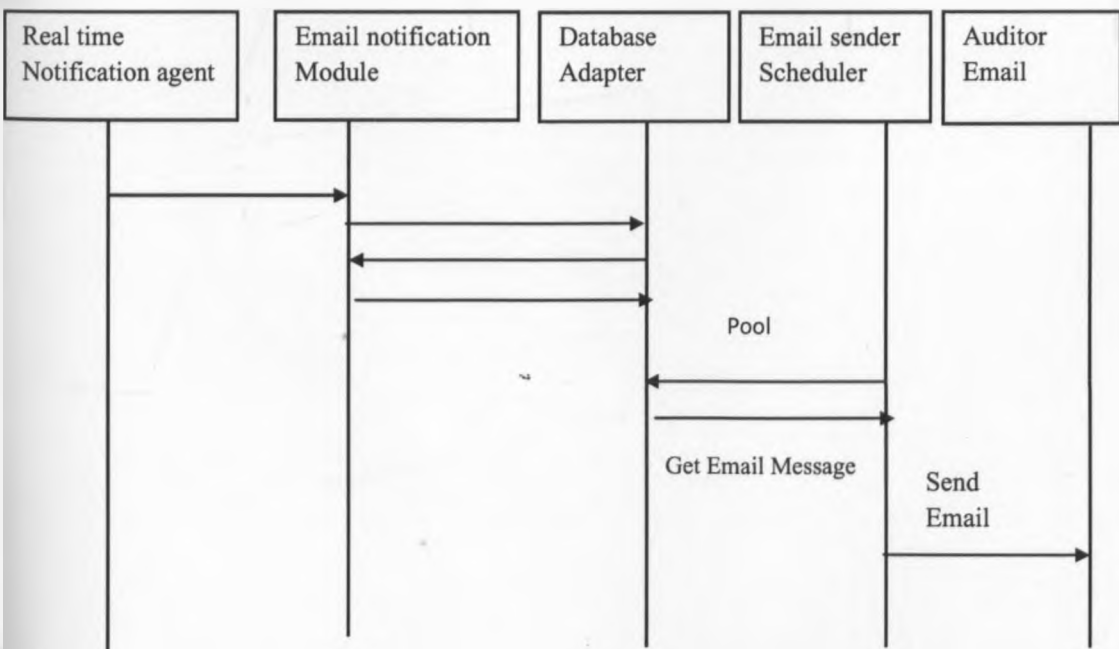 Real time
Notification agent
Email notification
Module
Database
Adapter
Email sender
Scheduler
Auditor
Email
Pool
Get Email Message
Send
Email